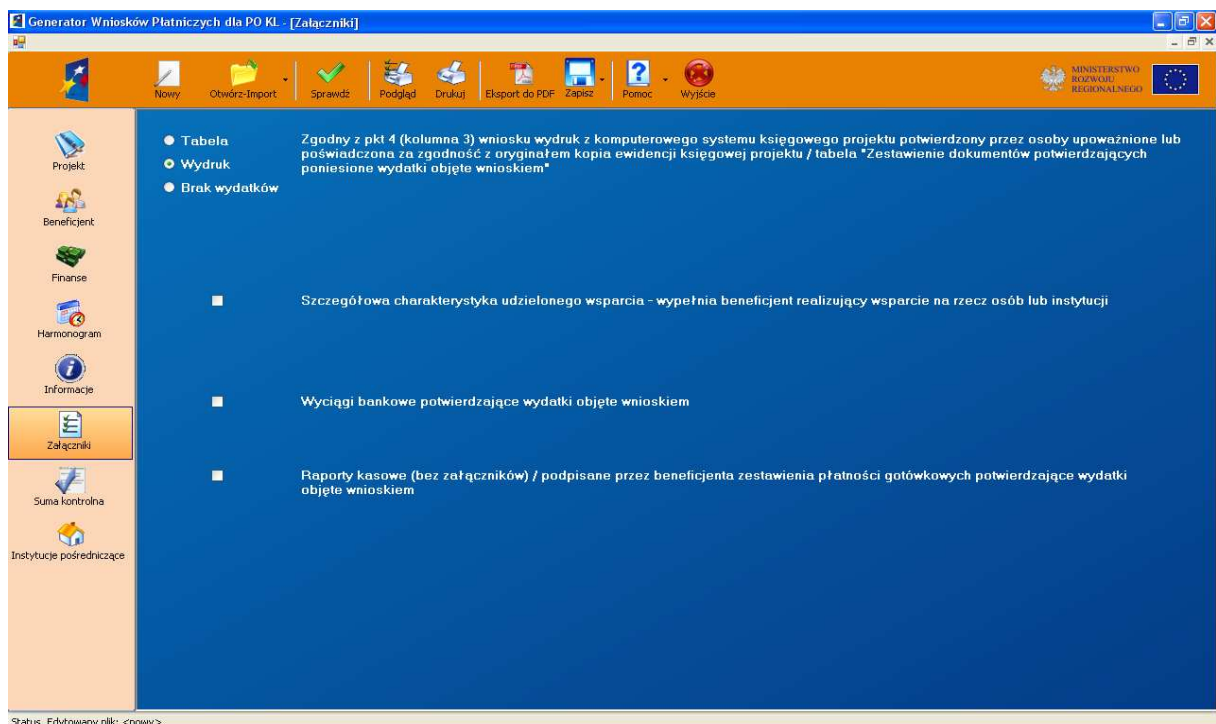 Generator Wniosków Płatniczych dla PO KL - [Załączniki]
Nowy
Otwórz-Import
Sprawdź
Podgląd
Drukuj
Eksport do PDF
Zapisz
Pomoc
Wyjście
MINISTERSTWO
ROZWOJU
REGIONALNEGO
Projekt
Beneficjent
Finanse
Harmonogram
Informacje
Załączniki
Suma kontrolna
Instytucje pośredniczące
Tabela
Wydruk
Brak wydatków
Zgodny z pkt 4 (kolumna 3) wniosku wydruk z komputerowego systemu księgowego projektu potwierdzony przez osoby upoważnione lub
poświadczona za zgodność z oryginałem kopia ewidencji księgowej projektu / tabela "Zestawienie dokumentów potwierdzających
poniesione wydatki objęte wnioskiem"
Szczegółowa charakterystyka udzielonego wsparcia - wypełnia beneficjent realizujący wsparcie na rzecz osób lub instytucji
Wyciągi bankowe potwierdzające wydatki objęte wnioskiem
Raporty kasowe (bez załączników) / podpisane przez beneficjenta zestawienia płatności gotówkowych potwierdzające wydatki
objęte wnioskiem
Status Edytowany plik: <nowy>